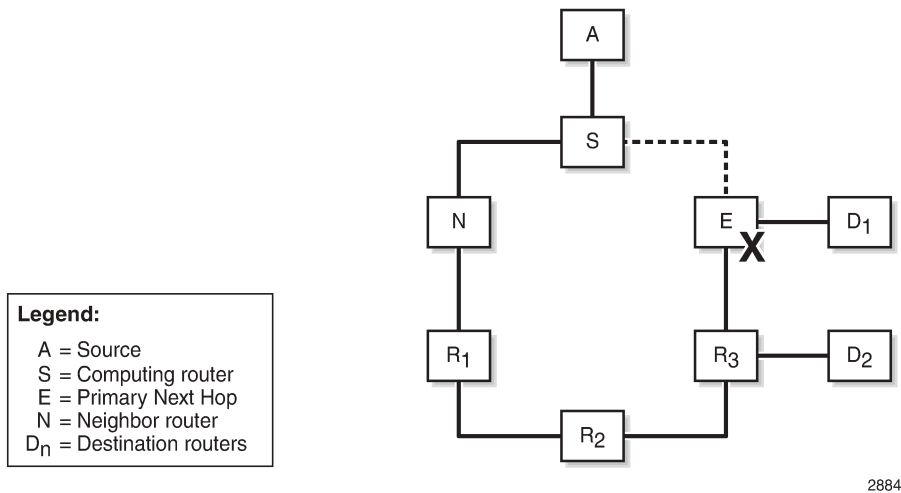 A
S
N
E
D1
X
R1
R3
D2
R2
Legend:
A = Source
S = Computing router
E = Primary Next Hop
N = Neighbor router
Dn = Destination routers
2884